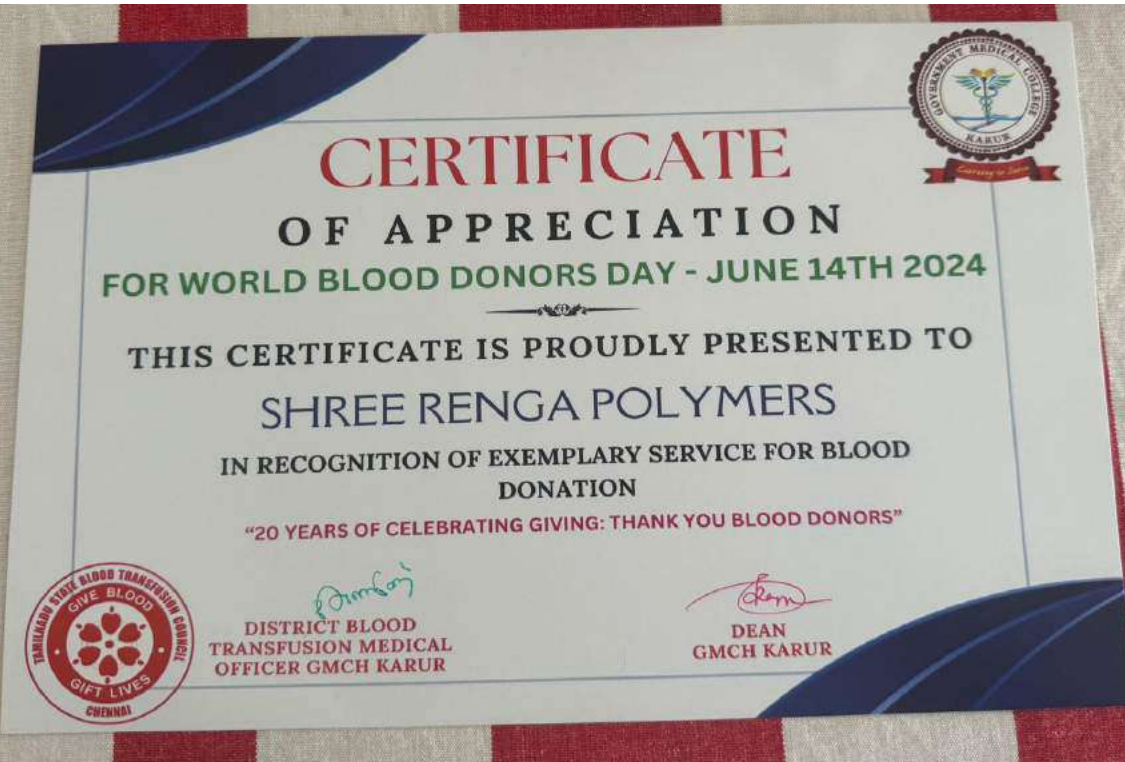 GOVERNMENT MEDICAL COLLEGE
KARUR
CERTIFICATE
OF APPRECIATION
FOR WORLD BLOOD DONORS DAY - JUNE 14TH 2024
THIS CERTIFICATE IS PROUDLY PRESENTED TO
SHREE RENGA POLYMERS
IN RECOGNITION OF EXEMPLARY SERVICE FOR BLOOD
DONATION
“20 YEARS OF CELEBRATING GIVING: THANK YOU BLOOD DONORS”
TAMILNADU STATE BLOOD TRANSFUSION COUNCIL
GIVE BLOOD
GIFT LIVES
CHENNAI
DISTRICT BLOOD
TRANSFUSION MEDICAL
OFFICER GMCH KARUR
DEAN
GMCH KARUR